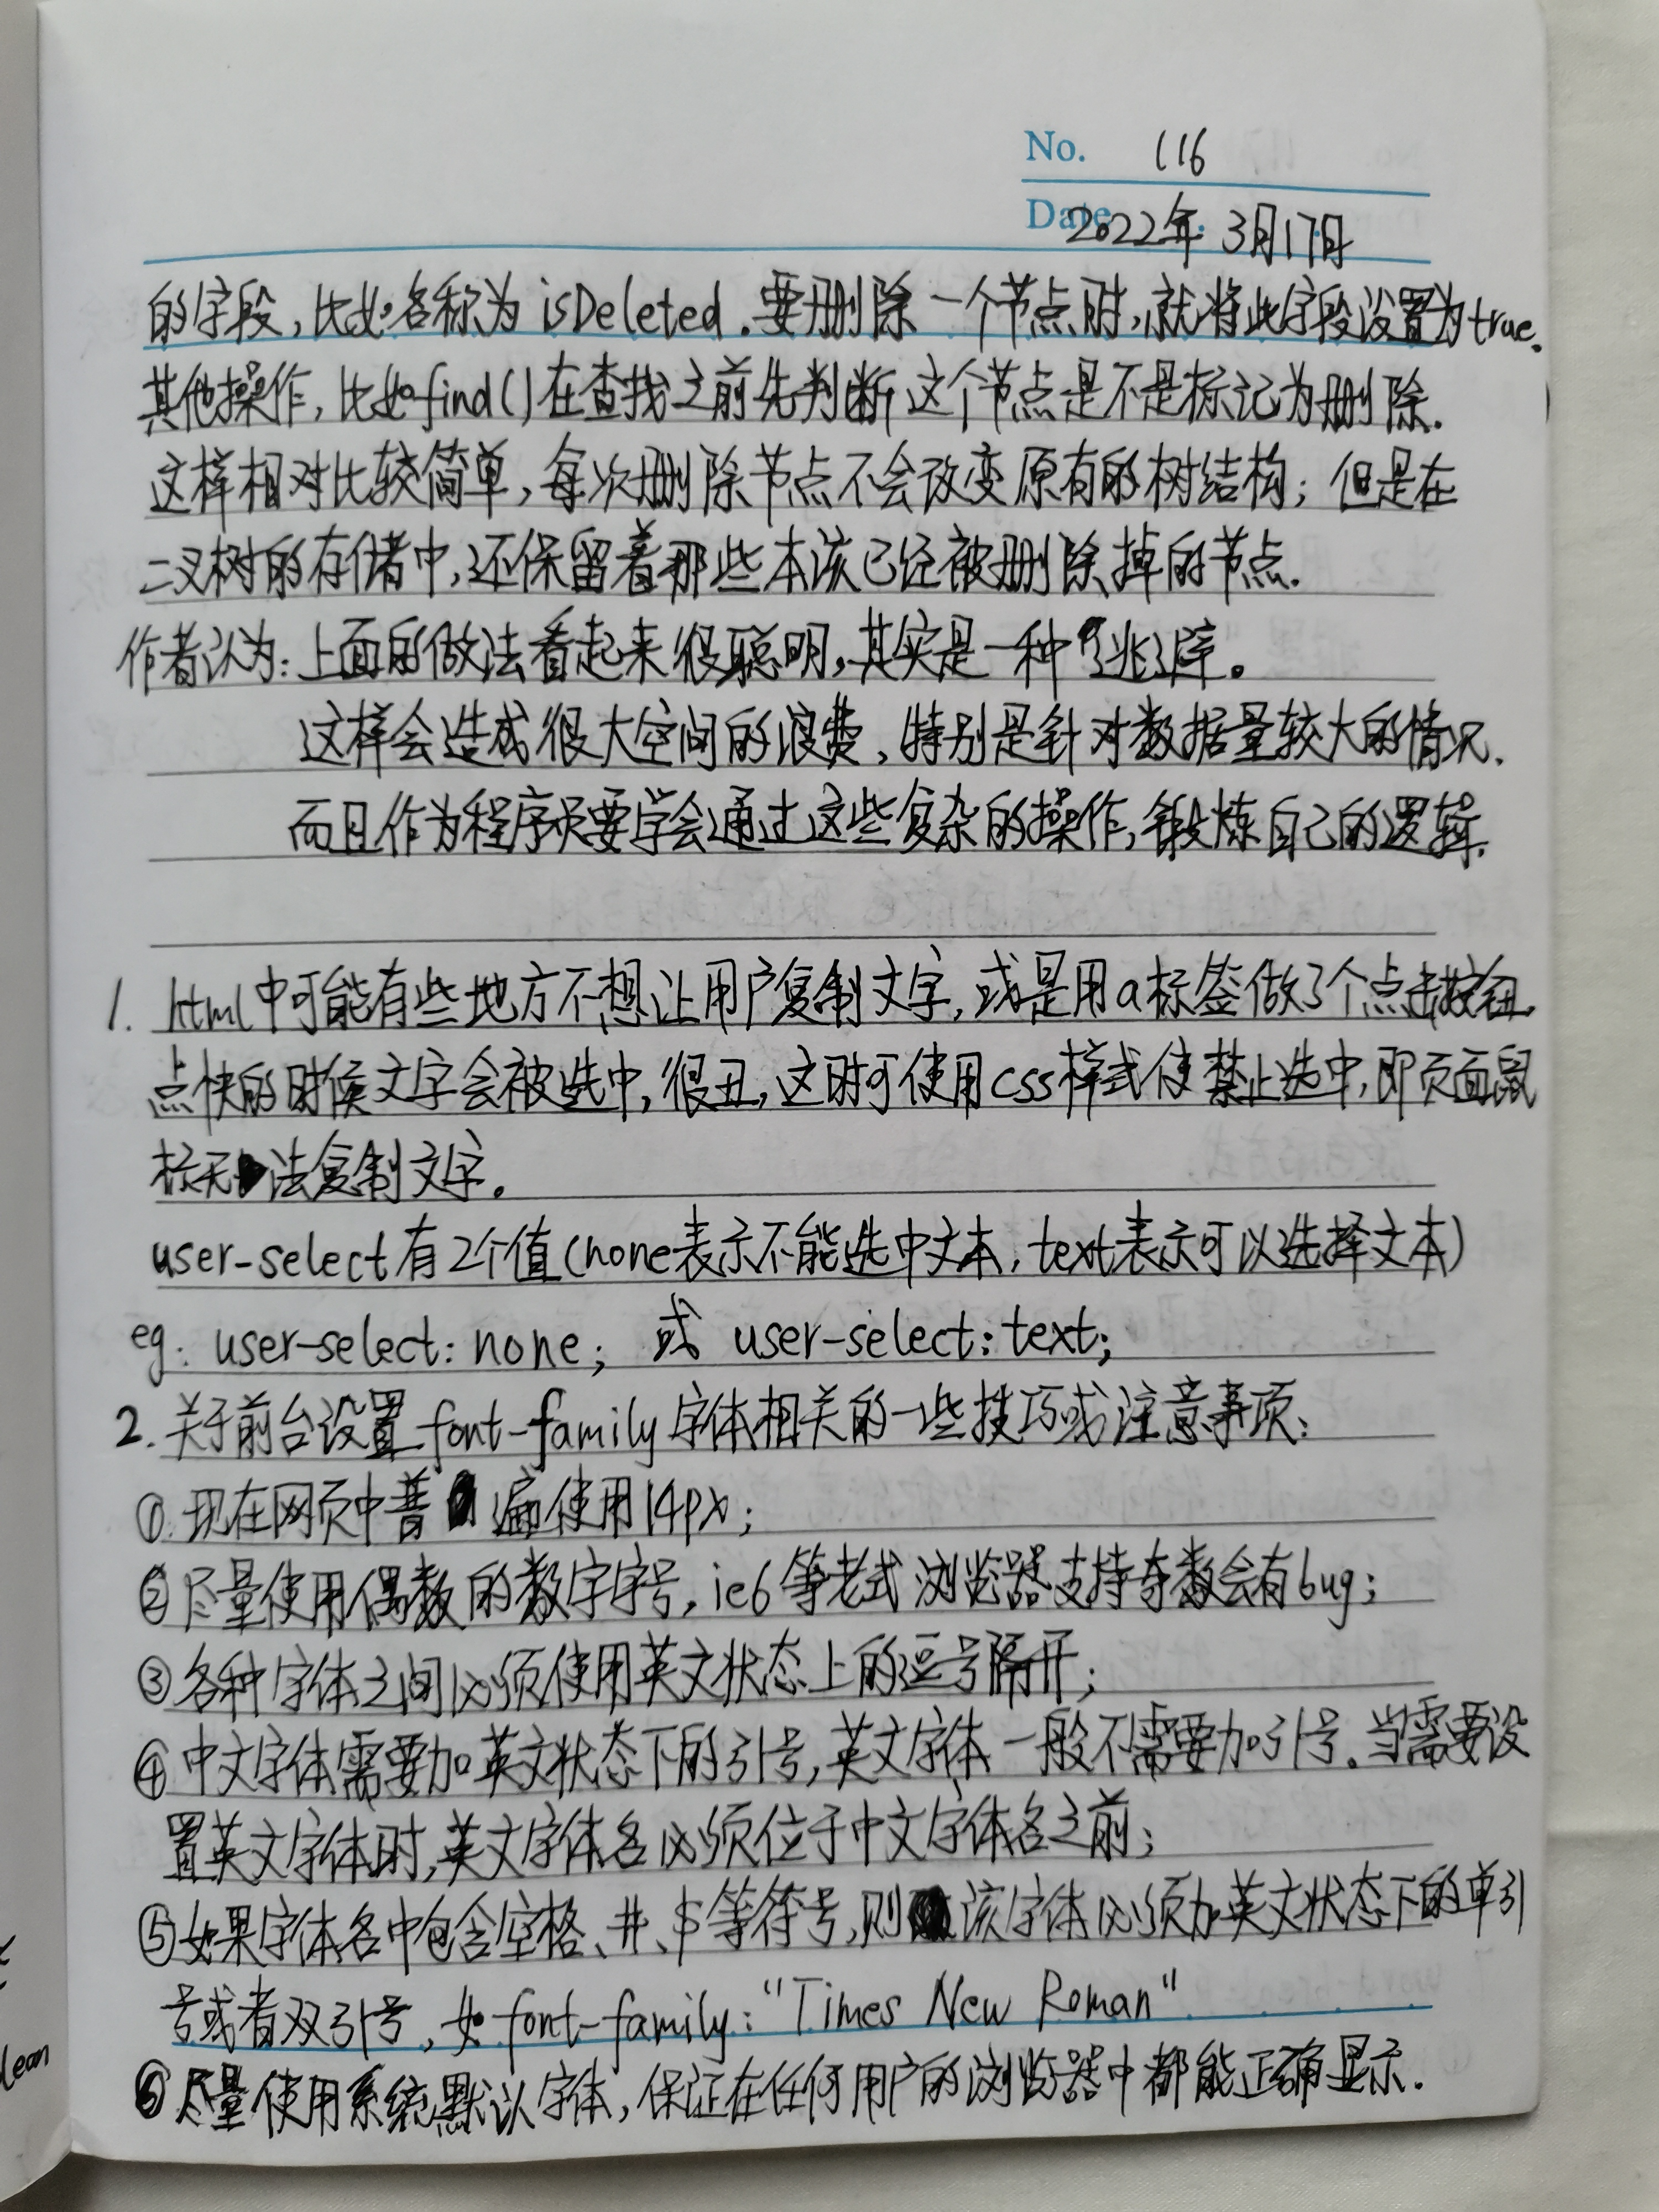 No. 116
Date 2022年 3月17日
的字段,比如名称为 isDeleted.要删除一个节点时,就将此字段设置为true.
其他操作,比如find()在查找之前先判断这个节点是不是标记为删除.
这样相对比较简单,每次删除节点不会改变原有的树结构;但是在
二叉树的存储中,还保留着那些本该已经被删除掉的节点.
作者认为:上面的做法看起来很聪明,其实是一种逃避。
这样会造成很大空间的浪费,特别是针对数据量较大的情况.
而且作为程序员要学会通过这些复杂的操作,锻炼自己的逻辑.
1. html中可能有些地方不想让用户复制文字,或是用a标签做了个点击按钮
点快的时候文字会被选中,很丑,这时可使用css样式使禁止选中,即页面鼠
标无法复制文字。
user-select有2个值(none表示不能选中文本,text表示可以选择文本)
eg: user-select: none; 或 user-select: text;
2. 关于前台设置 font-family 字体相关的一些技巧或注意事项:
①.现在网页中普遍使用14px;
②尽量使用偶数的数字字号,ie6等老式浏览器支持奇数会有bug;
③各种字体之间必须使用英文状态上的逗号隔开;
④中文字体需要加英文状态下的引号,英文字体一般不需要加引号。当需要设
置英文字体时,英文字体名必须位于中文字体名之前;
⑤如果字体名中包含空格、#、$等符号,则该字体必须加英文状态下的单引
号或者双引号,如 font-family: "Times New Roman"
⑥尽量使用系统默认字体,保证在任何用户的浏览器中都能正确显示.
lean